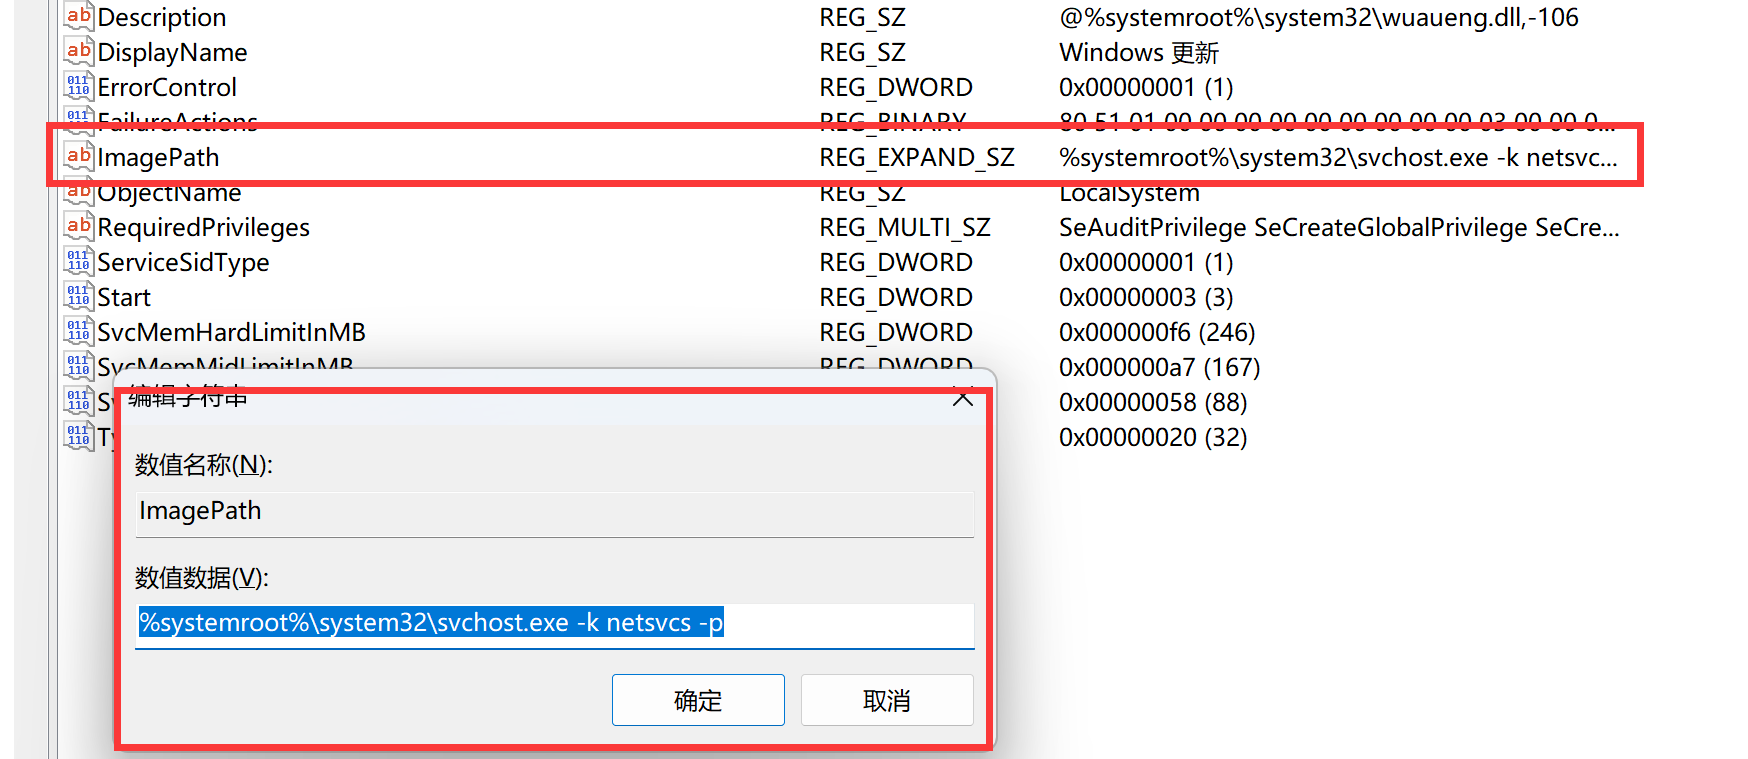 Description REG_SZ @%systemroot%\system32\wuaueng.dll,-106
DisplayName REG_SZ Windows 更新
ErrorControl REG_DWORD 0x00000001 (1)
FailureActions REG_BINARY 80 51 01 00 00 00 00 00 00 00 00 00 03 00 00 0...
ImagePath REG_EXPAND_SZ %systemroot%\system32\svchost.exe -k netsvc...
ObjectName REG_SZ LocalSystem
RequiredPrivileges REG_MULTI_SZ SeAuditPrivilege SeCreateGlobalPrivilege SeCre...
ServiceSidType REG_DWORD 0x00000001 (1)
Start REG_DWORD 0x00000003 (3)
SvcMemHardLimitInMB REG_DWORD 0x000000f6 (246)
SvcMemMidLimitInMB REG_DWORD 0x000000a7 (167)
0x00000058 (88)
0x00000020 (32)
编辑字符串
数值名称(N):
ImagePath
数值数据(V):
%systemroot%\system32\svchost.exe -k netsvcs -p
确定 取消